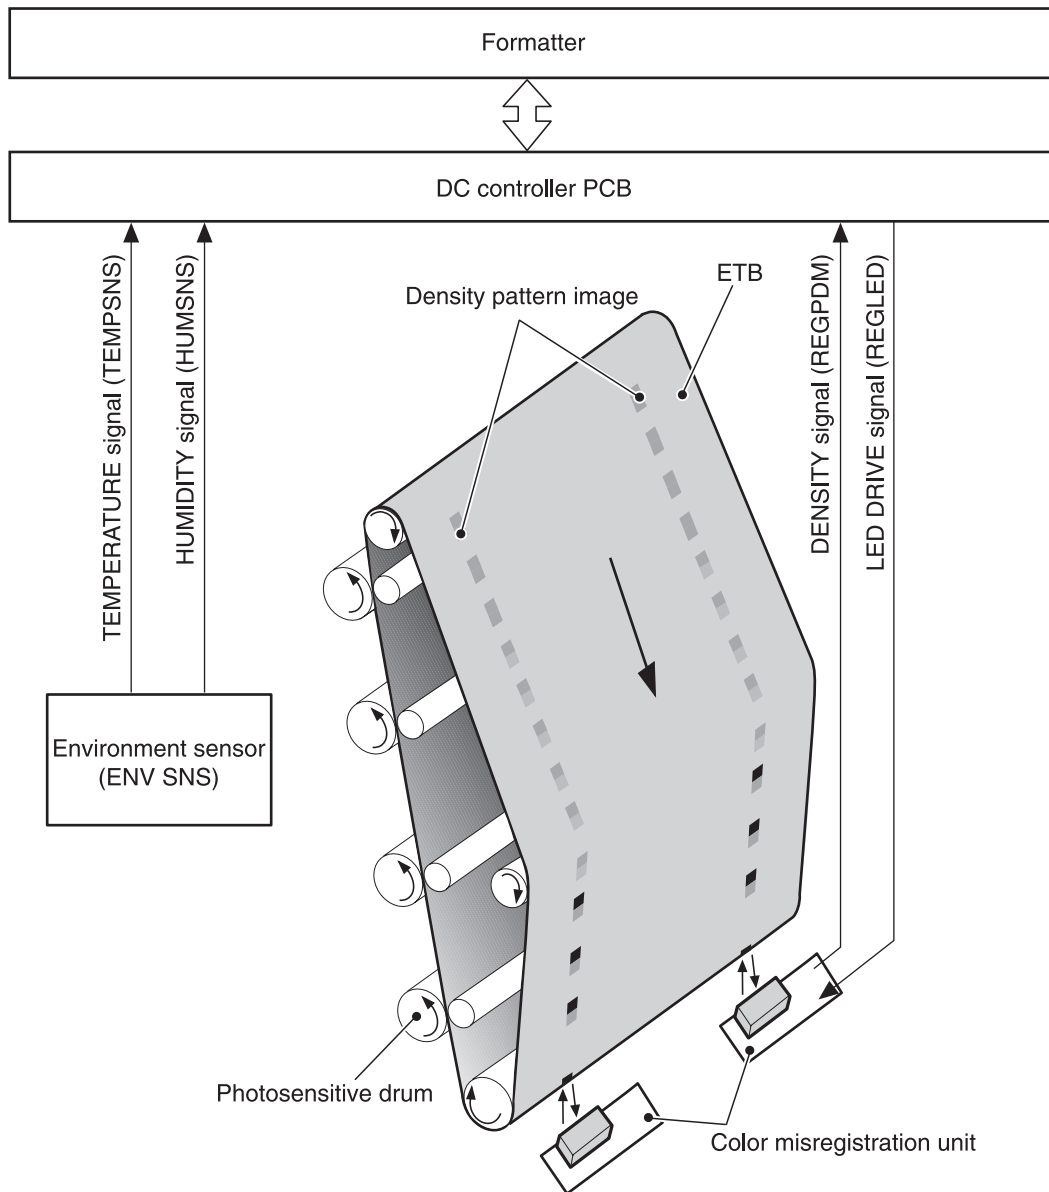 Formatter
DC controller PCB
TEMPERATURE signal (TEMPSNS)
HUMIDITY signal (HUMSNS)
Density pattern image
ETB
DENSITY signal (REGPDM)
LED DRIVE signal (REGLED)
Environment sensor
(ENV SNS)
Photosensitive drum
Color misregistration unit